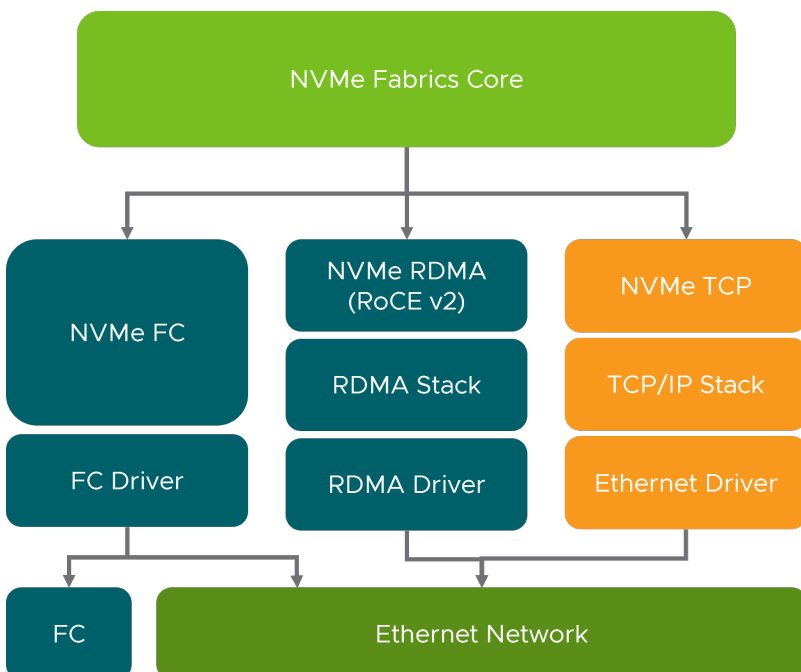 NVMe Fabrics Core
NVMe FC
NVMe RDMA
(RoCE v2)
NVMe TCP
RDMA Stack
TCP/IP Stack
FC Driver
RDMA Driver
Ethernet Driver
FC
Ethernet Network